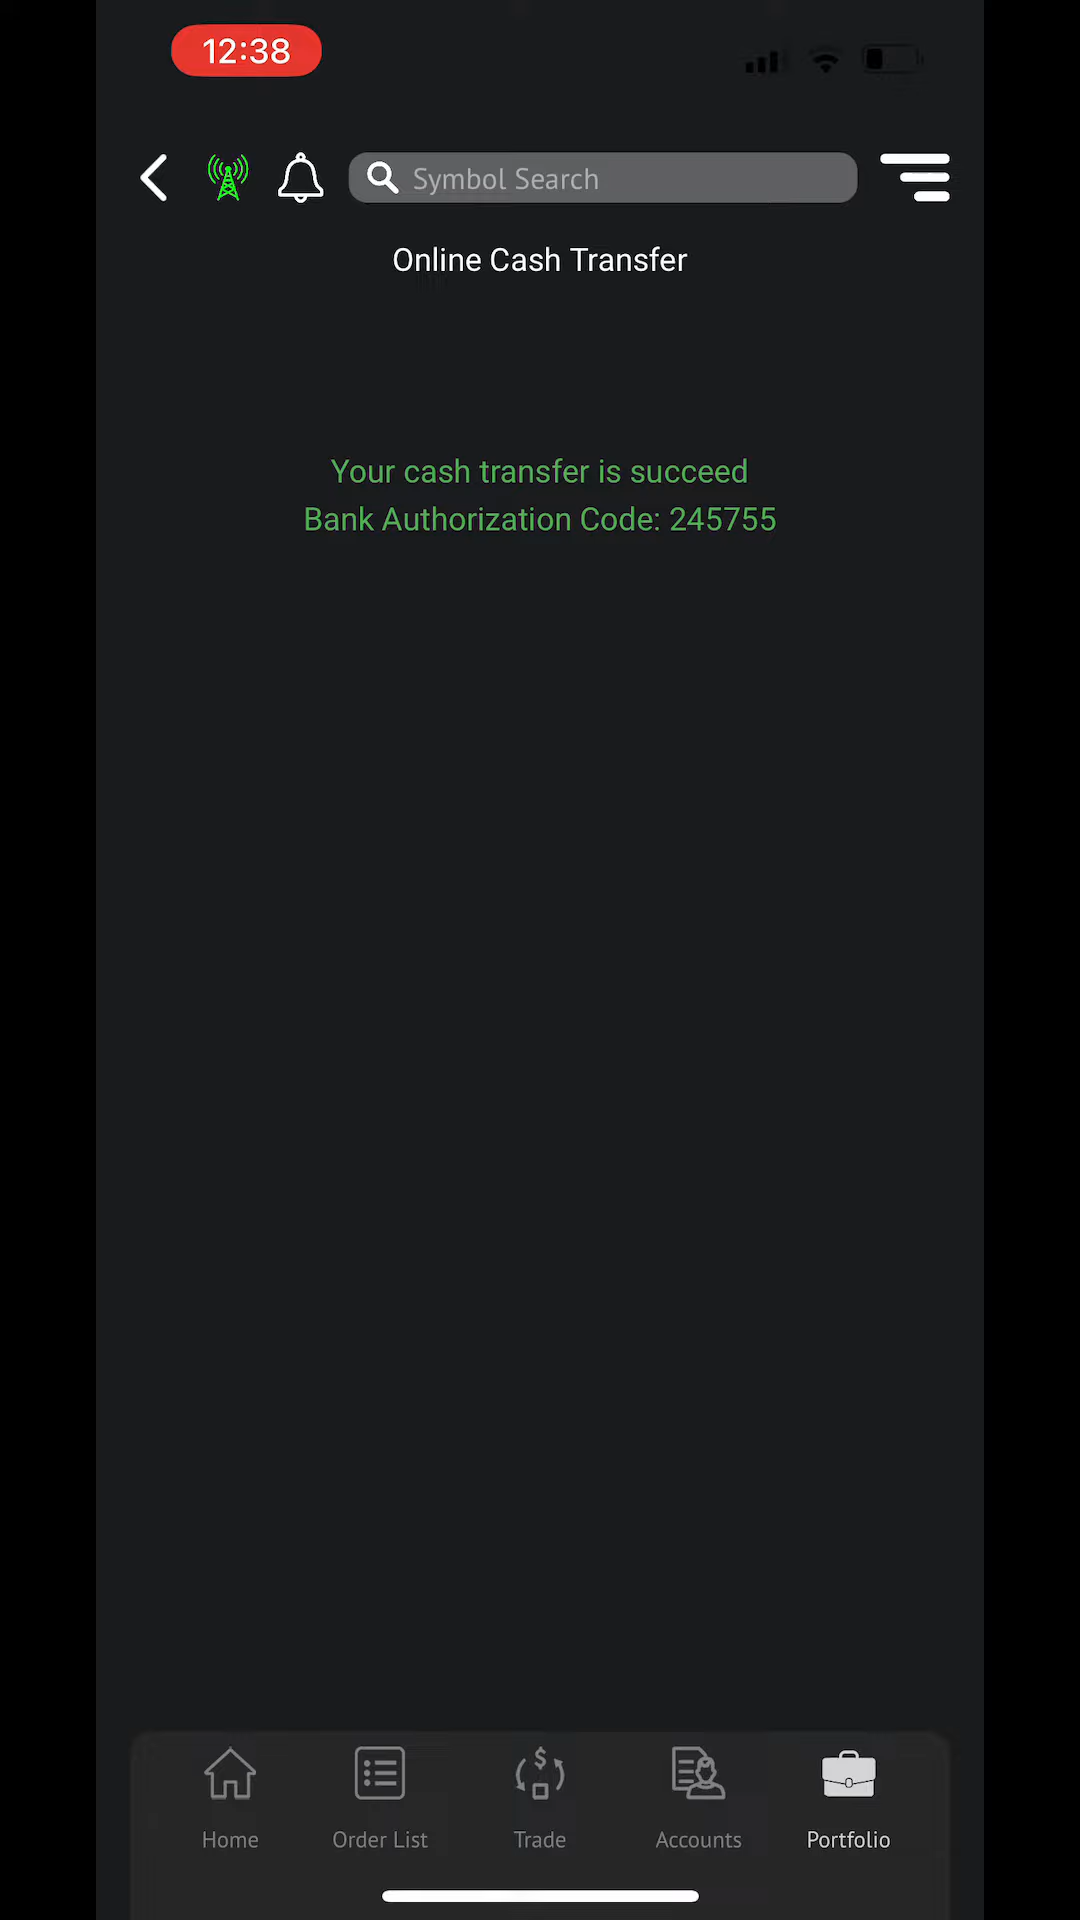 12:38
Symbol Search
Online Cash Transfer
Your cash transfer is succeed
Bank Authorization Code: 245755
Home
Order List
Trade
Accounts
Portfolio